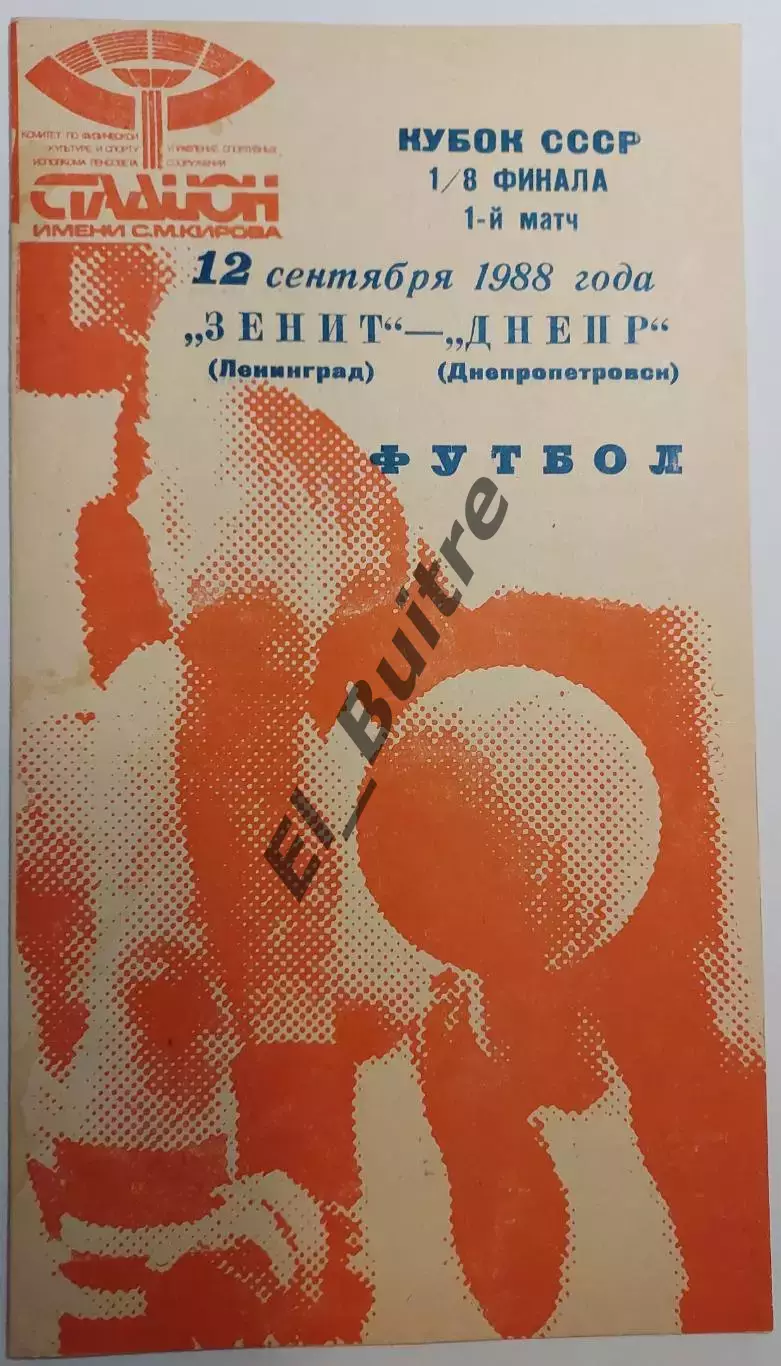 КОМИТЕТ ПО ФИЗИЧЕСКОЙ
КУЛЬТУРЕ И СПОРТУ
ИСПОЛКОМА ЛЕНСОВЕТА
УПРАВЛЕНИЕ СПОРТИВНЫХ
СООРУЖЕНИЙ
СТАДИОН
ИМЕНИ С.М.КИРОВА
КУБОК СССР
1/8 ФИНАЛА
1-й матч
12 сентября 1988 года
„ЗЕНИТ“—„ДНЕПР“
(Ленинград) (Днепропетровск)
ФУТБОЛ
El_Buitre